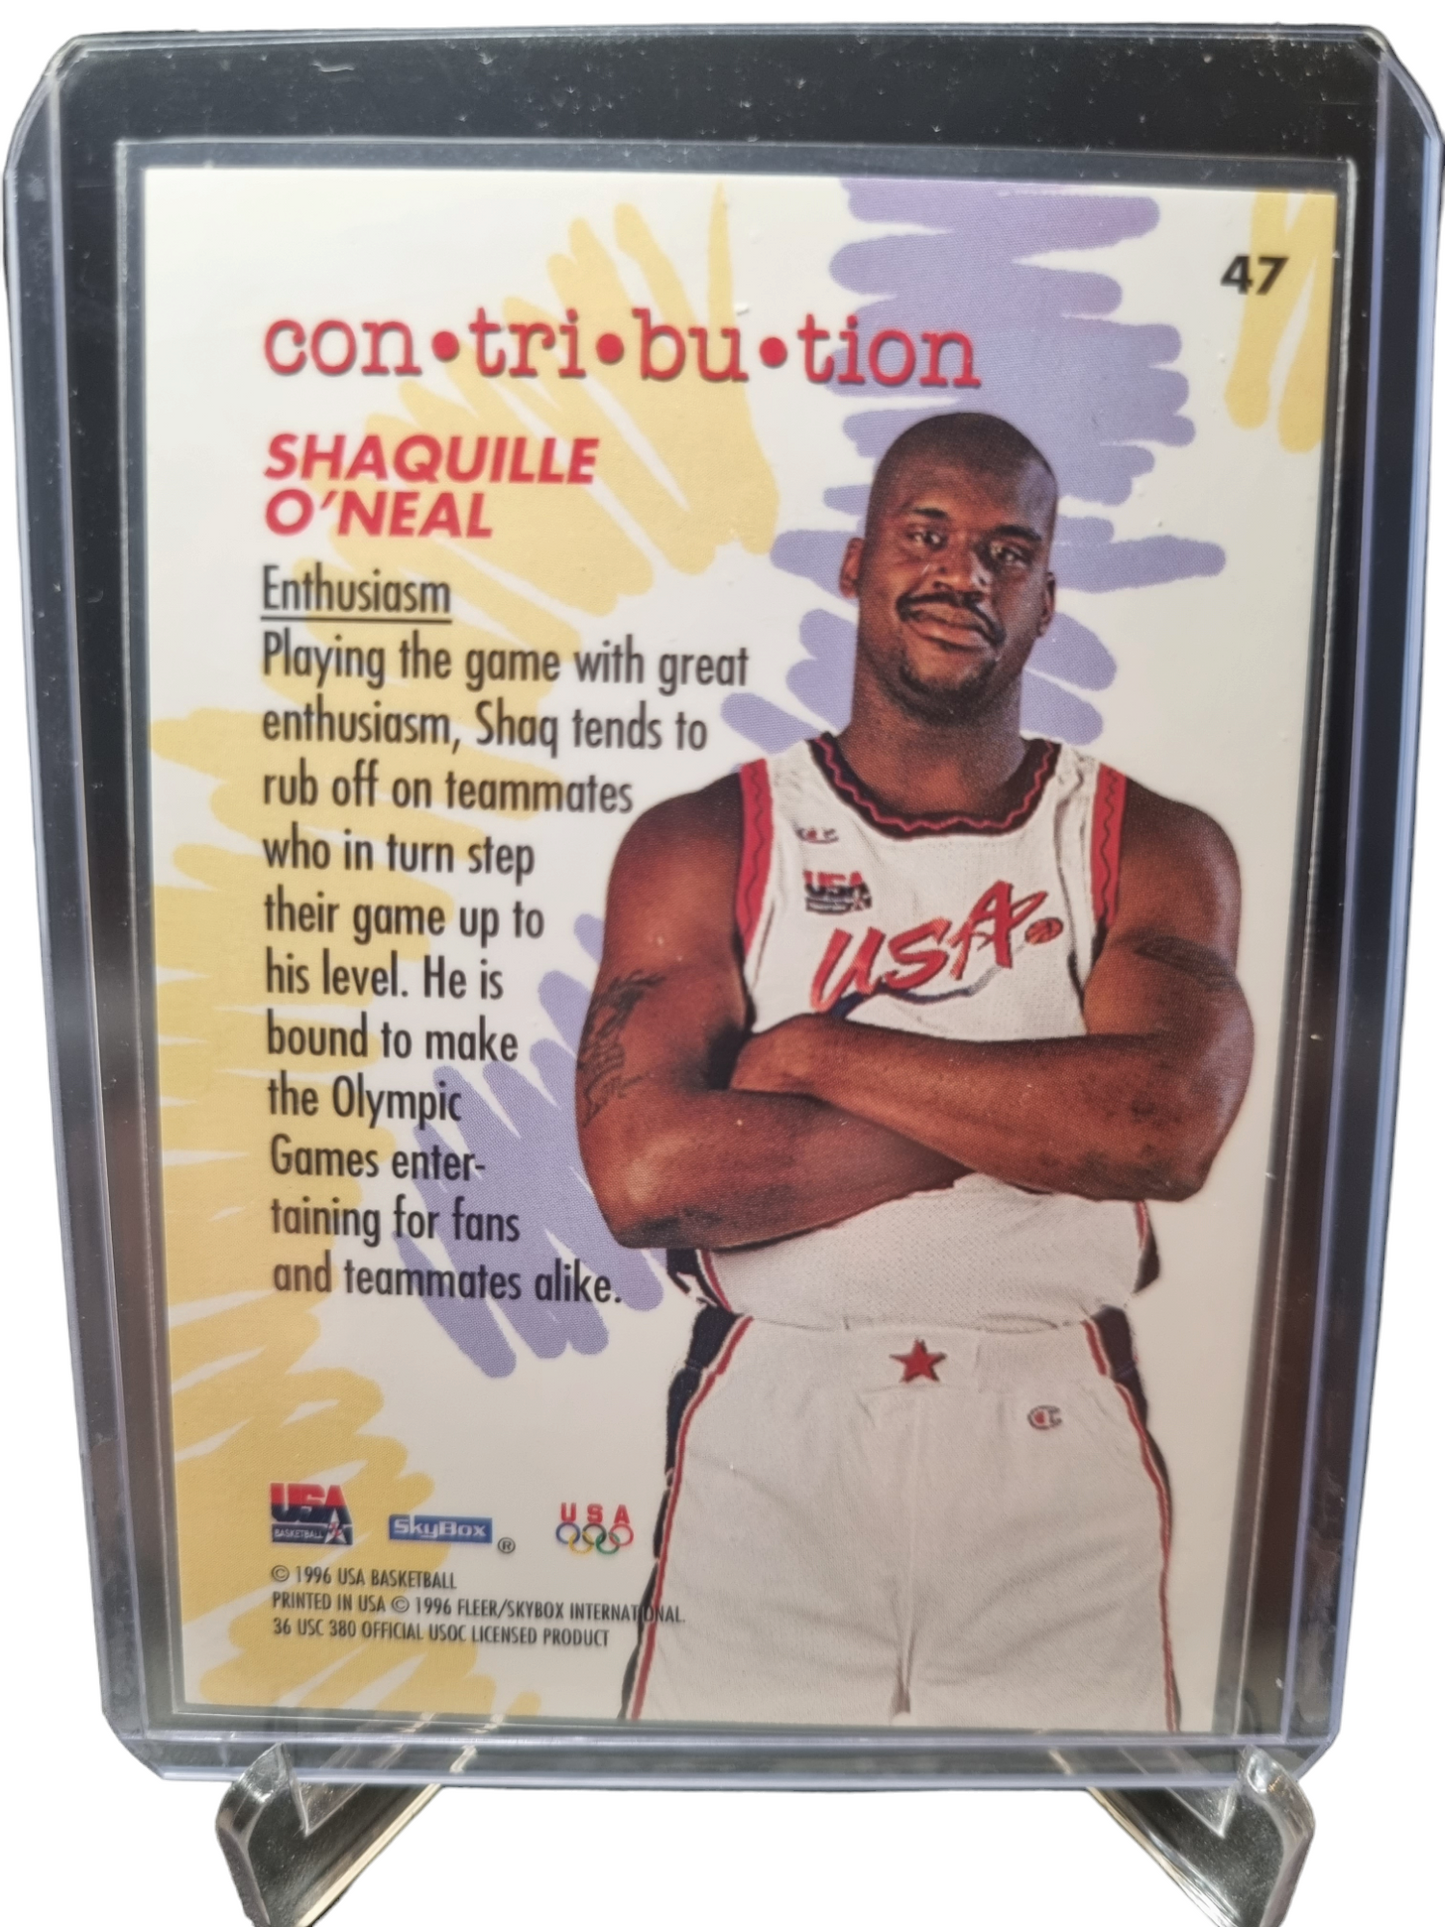 47
con•tri•bu•tion
SHAQUILLE
O'NEAL
Enthusiasm
Playing the game with great
enthusiasm, Shaq tends to
rub off on teammates
who in turn step
their game up to
his level. He is
bound to make
the Olympic
Games enter-
taining for fans
and teammates alike.
USA
USA.
USA
BASKETBALL
SkyBox ®
USA
© 1996 USA BASKETBALL
PRINTED IN USA © 1996 FLEER/SKYBOX INTERNATIONAL.
36 USC 380 OFFICIAL USOC LICENSED PRODUCT